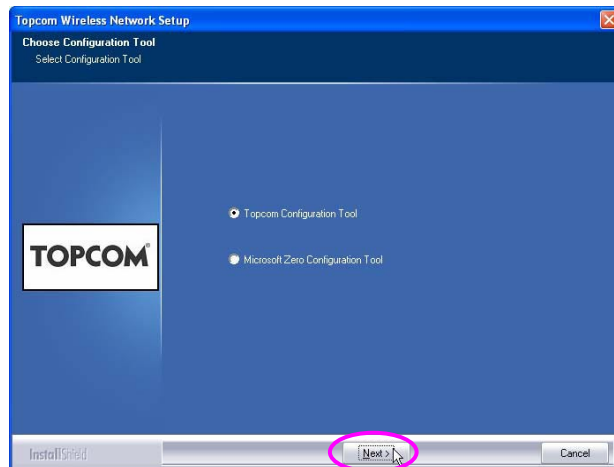 Topcom Wireless Network Setup
Choose Configuration Tool
Select Configuration Tool
Topcom Configuration Tool
TOPCOM®
Microsoft Zero Configuration Tool
InstallShield
Next >
Cancel